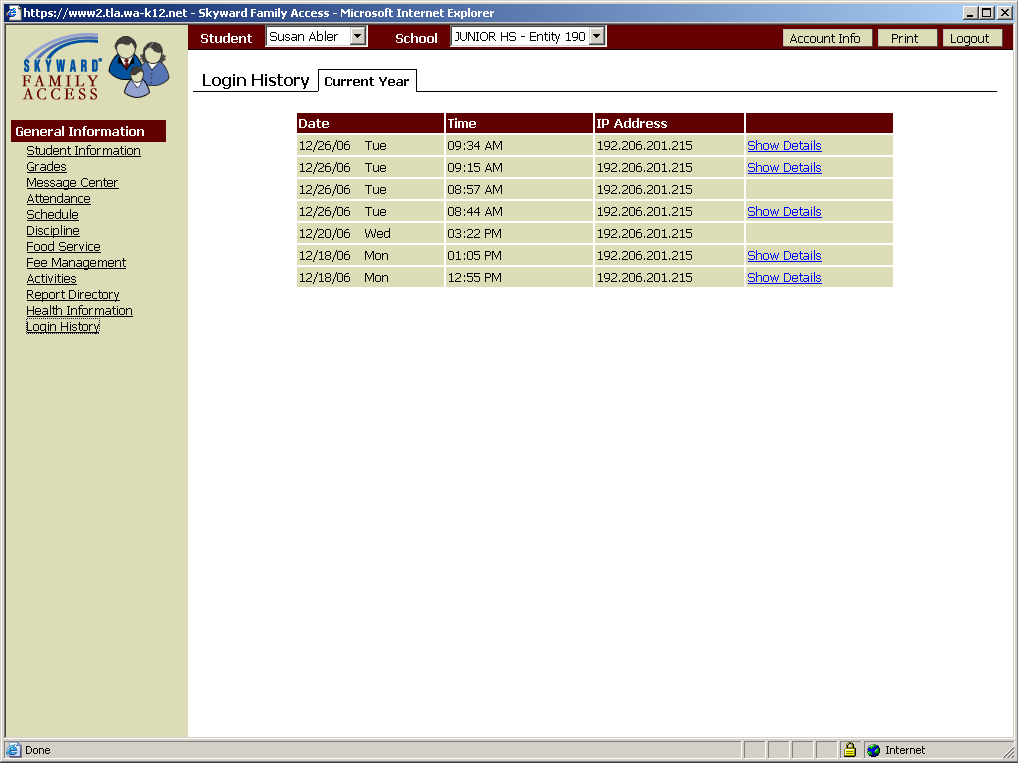 https://www2.tla.wa-k12.net - Skyward Family Access - Microsoft Internet Explorer
SKYWARD®
FAMILY
ACCESS
Student Susan Abler School JUNIOR HS - Entity 190 Account Info Print Logout
General Information
Student Information
Grades
Message Center
Attendance
Schedule
Discipline
Food Service
Fee Management
Activities
Report Directory
Health Information
Login History
Login History Current Year
Date Time IP Address
12/26/06 Tue 09:34 AM 192.206.201.215 Show Details
12/26/06 Tue 09:15 AM 192.206.201.215 Show Details
12/26/06 Tue 08:57 AM 192.206.201.215
12/26/06 Tue 08:44 AM 192.206.201.215 Show Details
12/20/06 Wed 03:22 PM 192.206.201.215
12/18/06 Mon 01:05 PM 192.206.201.215 Show Details
12/18/06 Mon 12:55 PM 192.206.201.215 Show Details
Done Internet